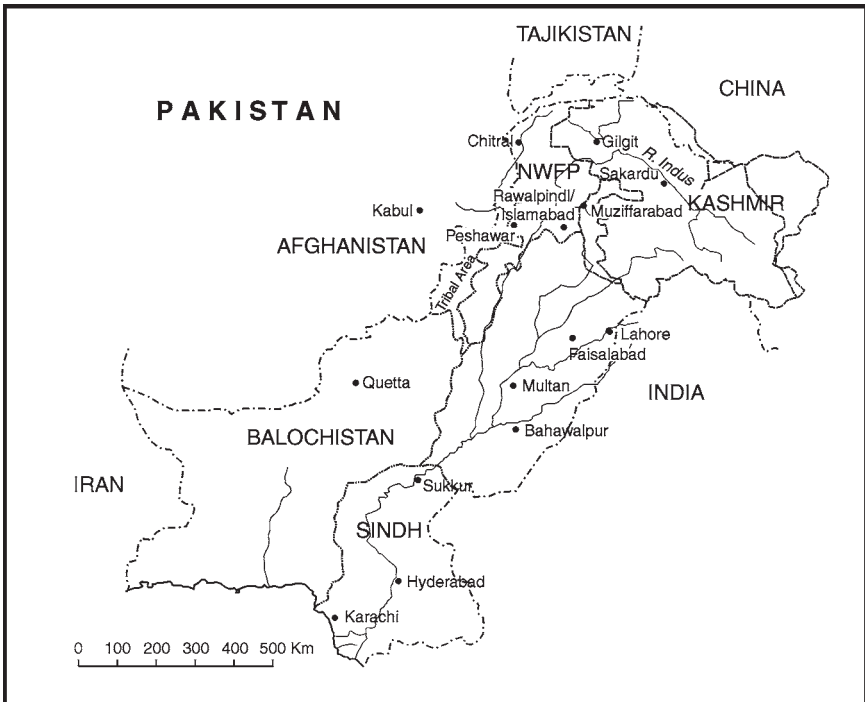 TAJIKISTAN
CHINA
PAKISTAN
Chitral
Gilgit
R. Indus
NWFP
Sakardu
Rawalpindi/
Islamabad
Muziffarabad
KASHMIR
Kabul
Peshawar
AFGHANISTAN
Tribal Area
Lahore
Faisalabad
Quetta
Multan
INDIA
Bahawalpur
BALOCHISTAN
IRAN
Sukkur
SINDH
Hyderabad
Karachi
0 100 200 300 400 500 Km